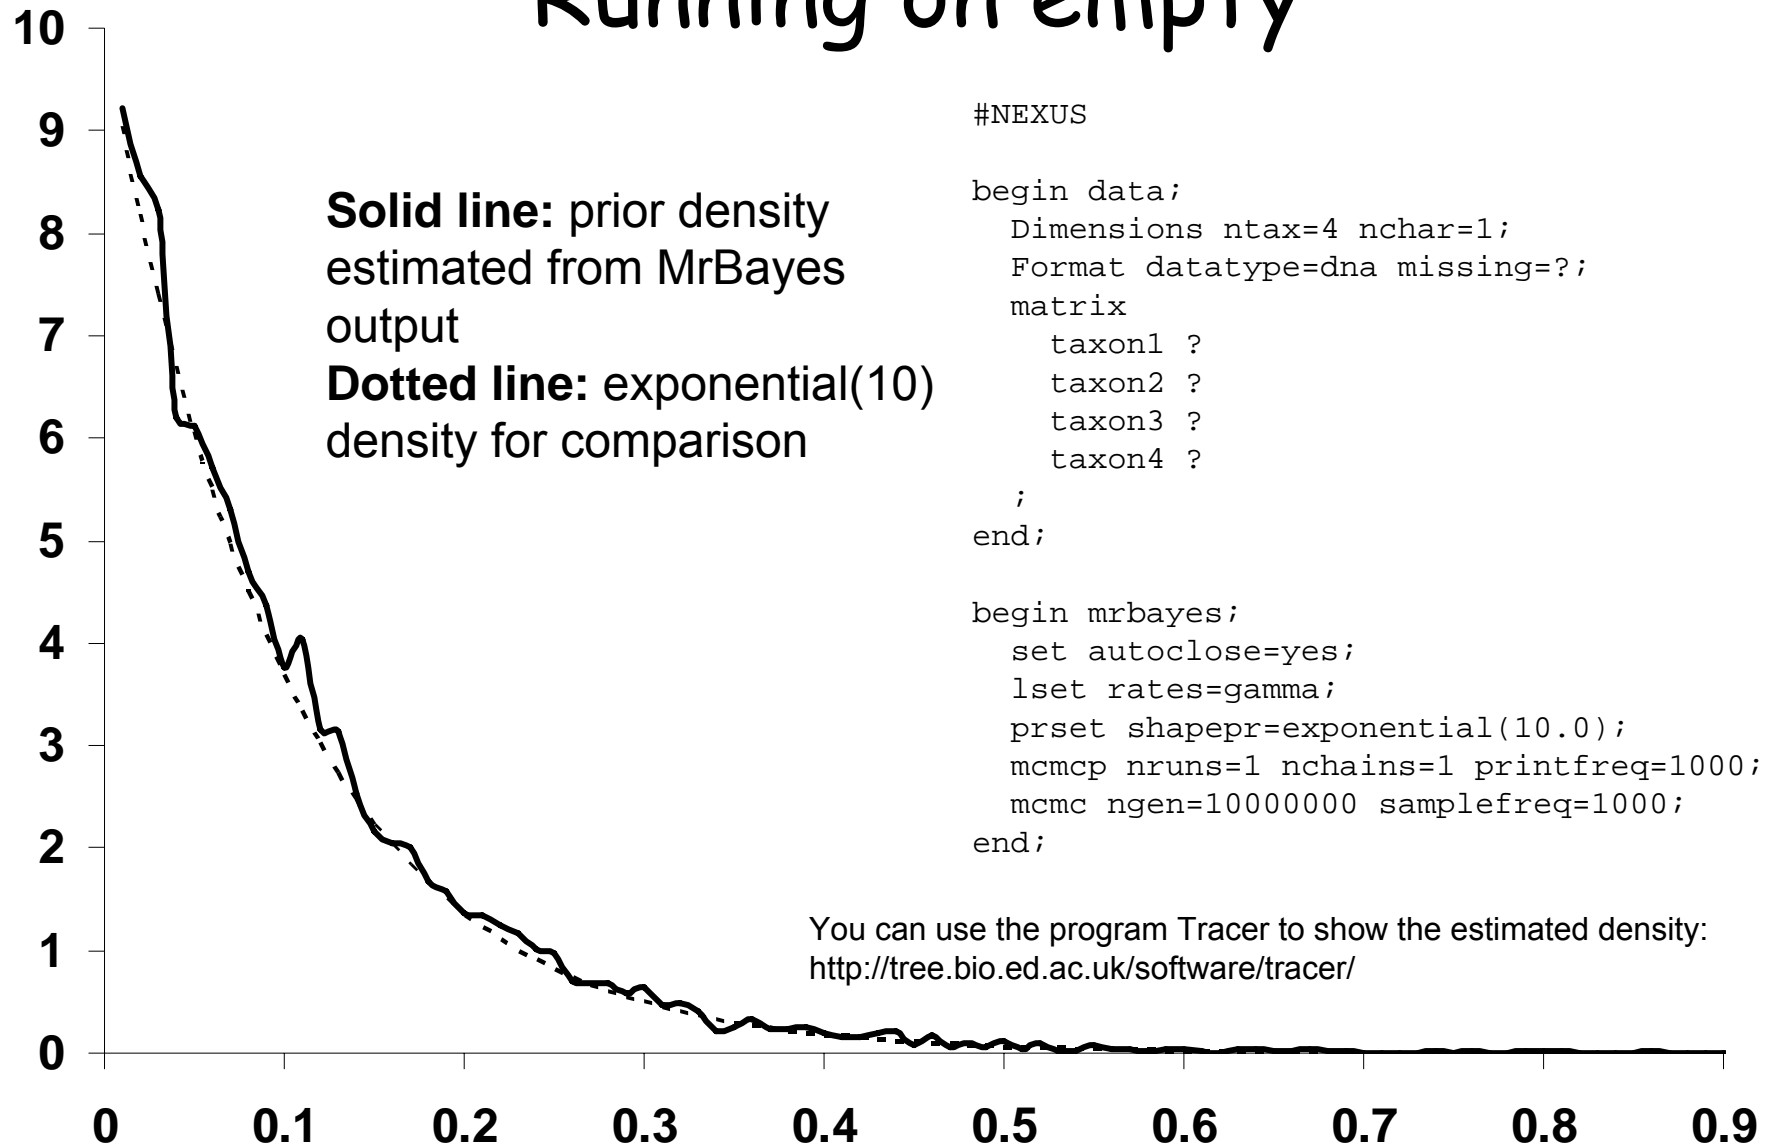 Running on empty
10
9
8
7
6
5
4
3
2
1
0
Solid line: prior density
estimated from MrBayes
output
Dotted line: exponential(10)
density for comparison
#NEXUS
begin data;
Dimensions ntax=4 nchar=1;
Format datatype=dna missing=?;
matrix
taxon1 ?
taxon2 ?
taxon3 ?
taxon4 ?
;
end;
begin mrbayes;
set autoclose=yes;
lset rates=gamma;
prset shapepr=exponential(10.0);
mcmcp nruns=1 nchains=1 printfreq=1000;
mcmc ngen=10000000 samplefreq=1000;
end;
You can use the program Tracer to show the estimated density:
http://tree.bio.ed.ac.uk/software/tracer/
0 0.1 0.2 0.3 0.4 0.5 0.6 0.7 0.8 0.9